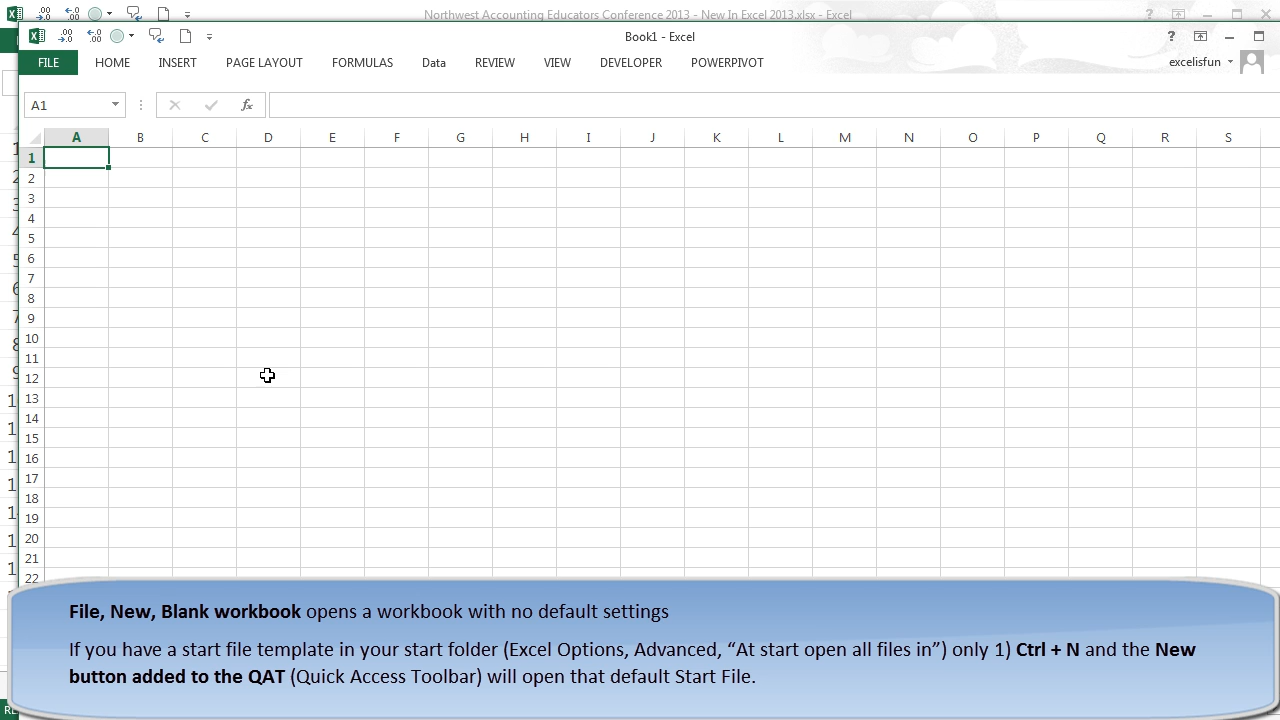 Northwest Accounting Educators Conference 2013 - New In Excel 2013.xlsx - Excel
Book1 - Excel
FILE HOME INSERT PAGE LAYOUT FORMULAS Data REVIEW VIEW DEVELOPER POWERPIVOT excelisfun
A1 fx
A B C D E F G H I J K L M N O P Q R S
1
2
3
4
5
6
7
8
9
10
11
12
13
14
15
16
17
18
19
20
21
22
File, New, Blank workbook opens a workbook with no default settings
If you have a start file template in your start folder (Excel Options, Advanced, “At start open all files in”) only 1) Ctrl + N and the New
button added to the QAT (Quick Access Toolbar) will open that default Start File.